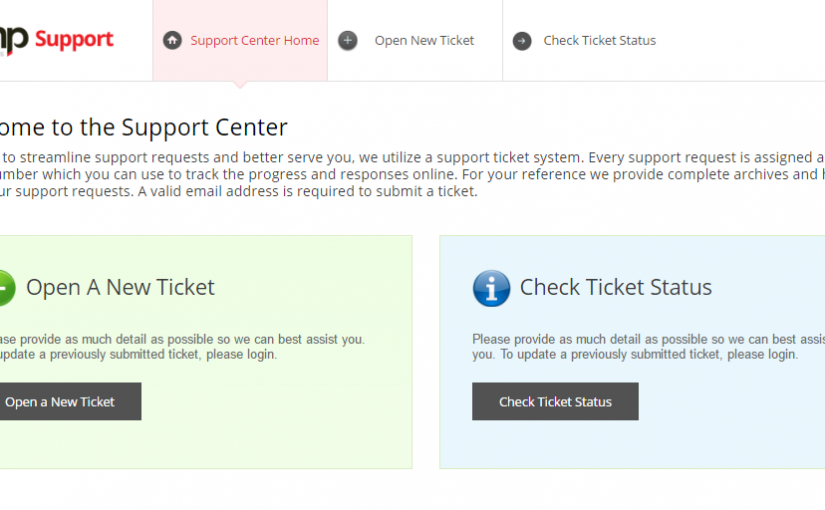 Support
Support Center Home
Open New Ticket
Check Ticket Status
ome to the Support Center
to streamline support requests and better serve you, we utilize a support ticket system. Every support request is assigned a
umber which you can use to track the progress and responses online. For your reference we provide complete archives and h
ur support requests. A valid email address is required to submit a ticket.
Open A New Ticket
Check Ticket Status
ase provide as much detail as possible so we can best assist you.
update a previously submitted ticket, please login.
Please provide as much detail as possible so we can best assis
you. To update a previously submitted ticket, please login.
Open a New Ticket
Check Ticket Status